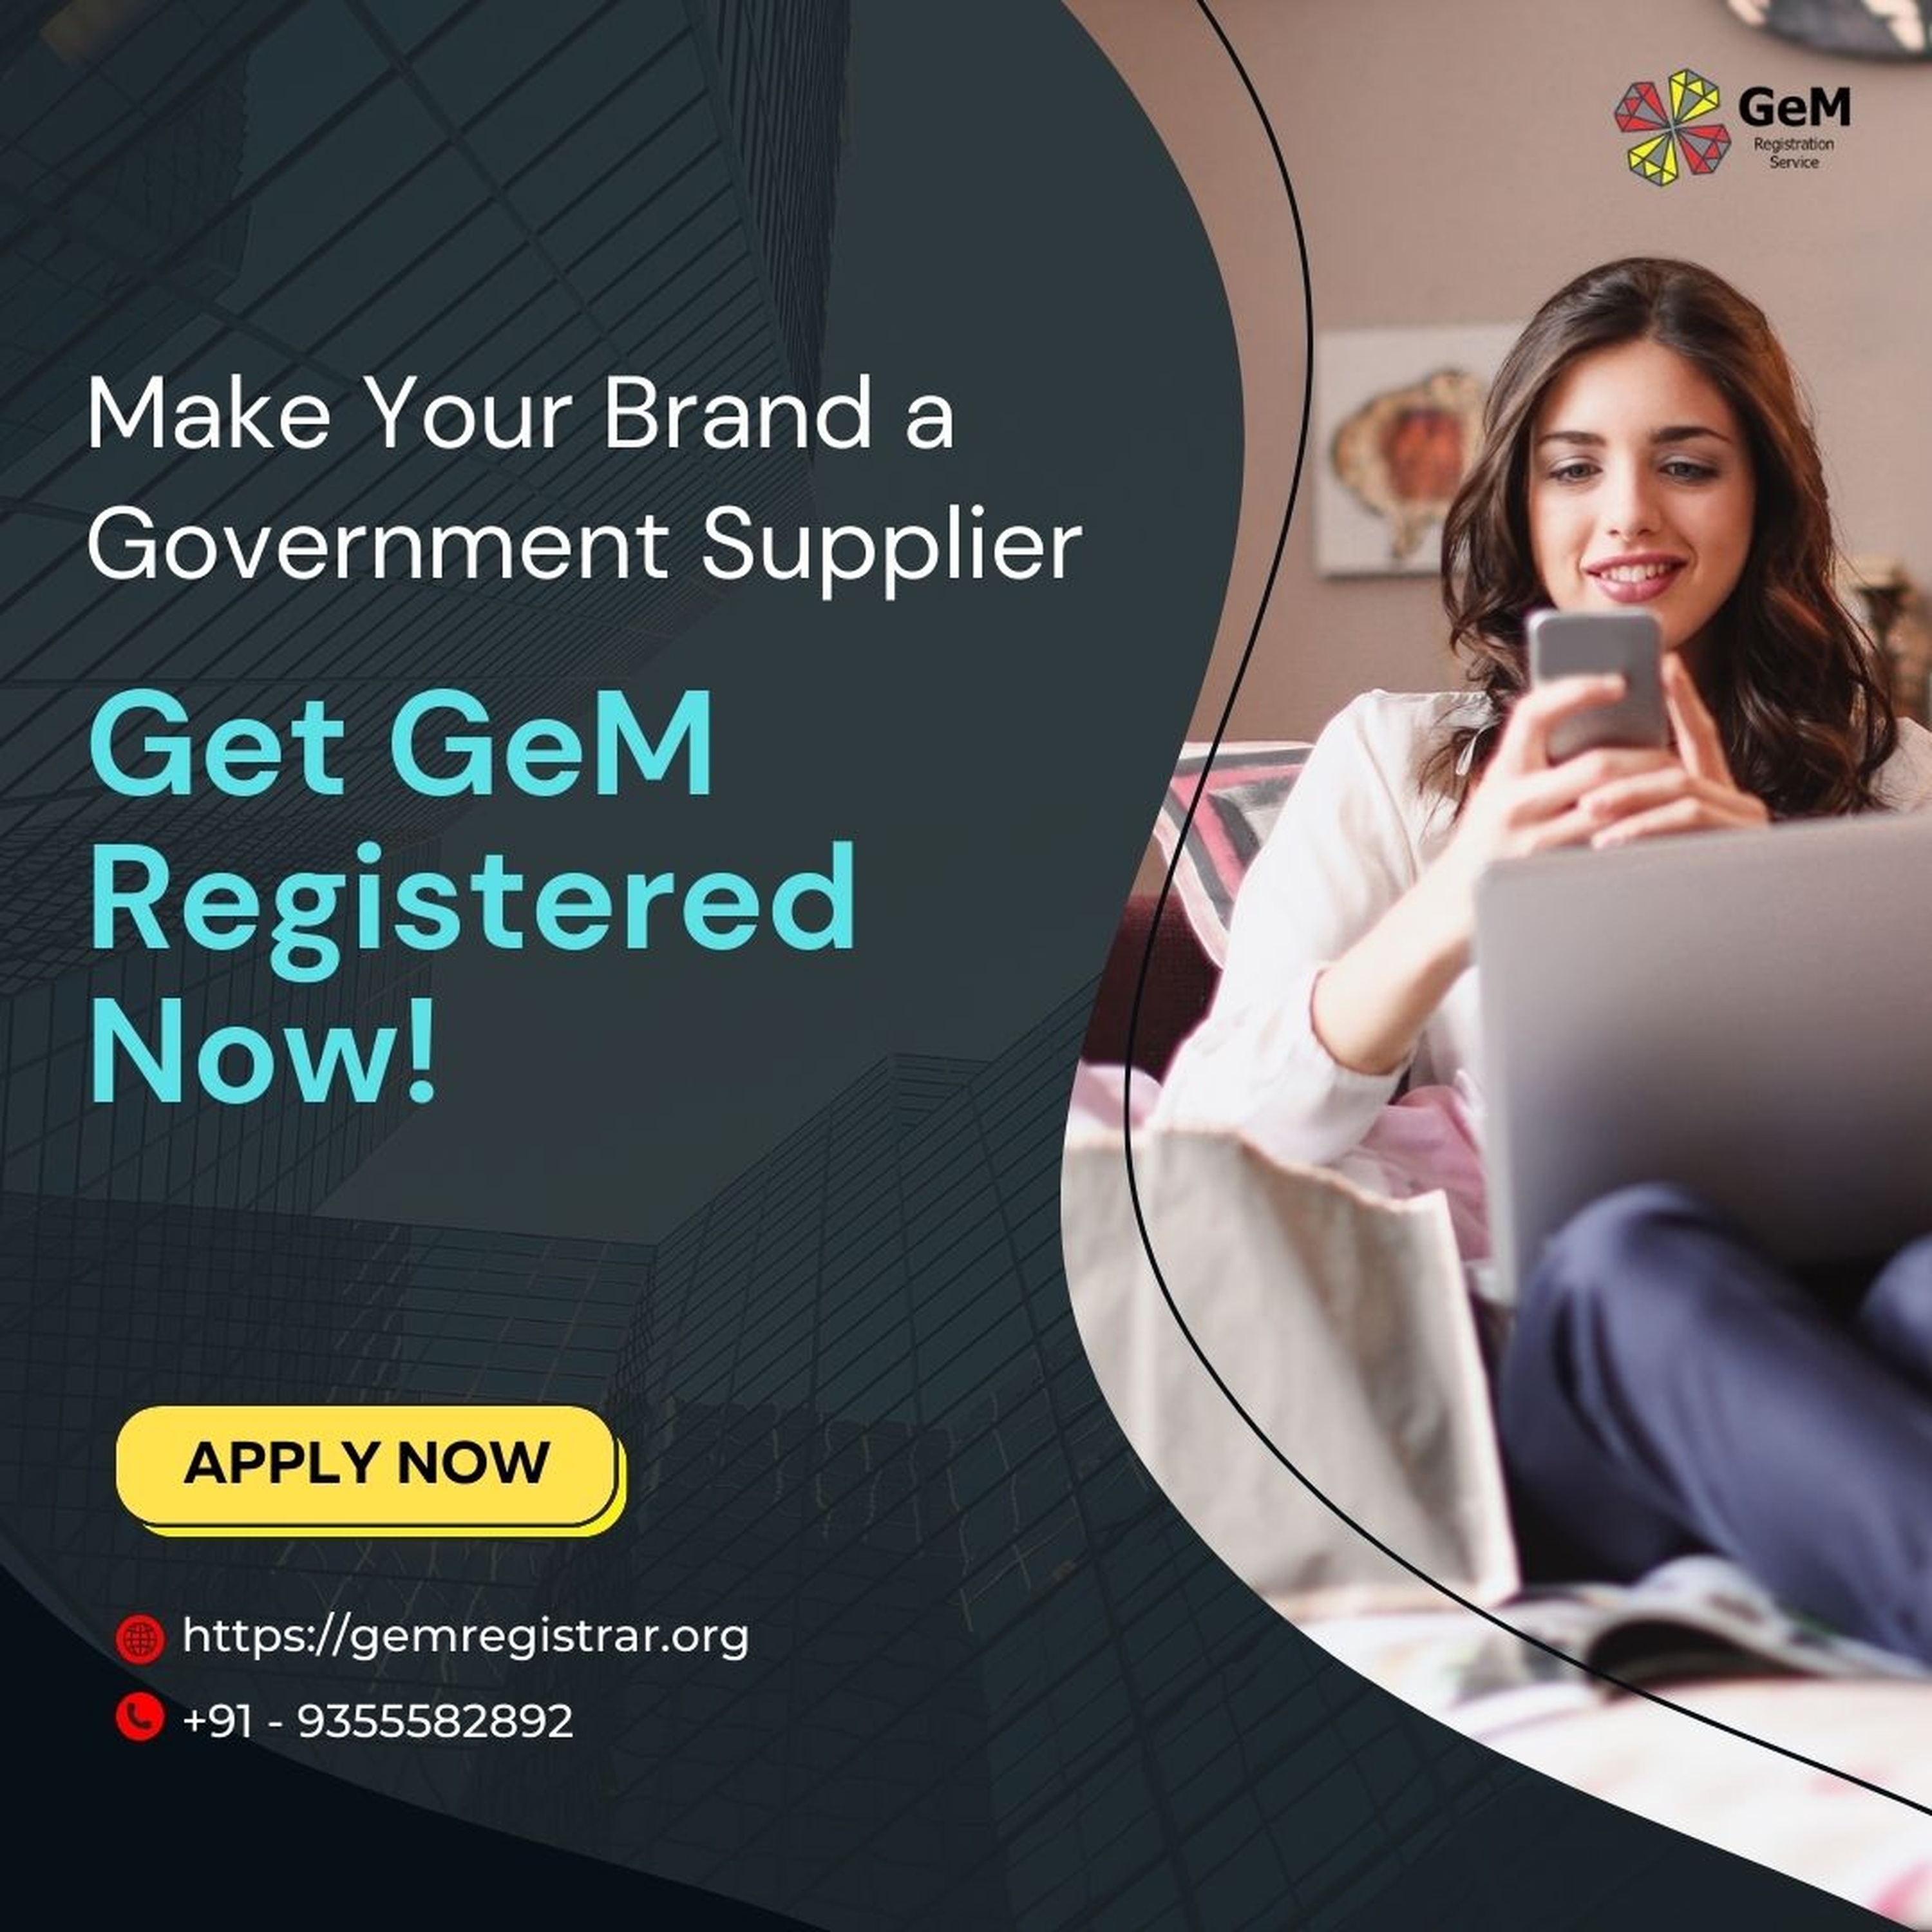 GeM
Registration
Service
Make Your Brand a
Government Supplier
Get GeM
Registered
Now!
APPLY NOW
https://gemregistrar.org
+91 - 9355582892